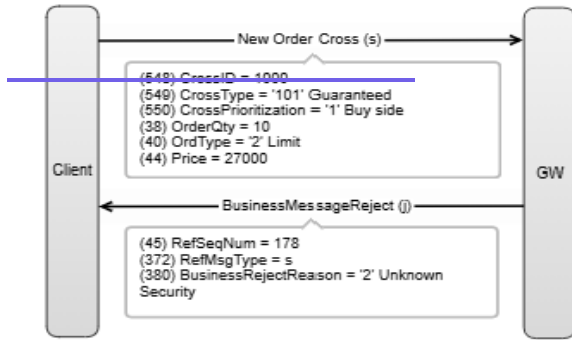 New Order Cross (s)
(548) CrossID = 1000
(549) CrossType = '101' Guaranteed
(550) CrossPrioritization = '1' Buy side
(38) OrderQty = 10
(40) OrdType = '2' Limit
(44) Price = 27000
Client
GW
BusinessMessageReject (j)
(45) RefSeqNum = 178
(372) RefMsgType = s
(380) BusinessRejectReason = '2' Unknown
Security